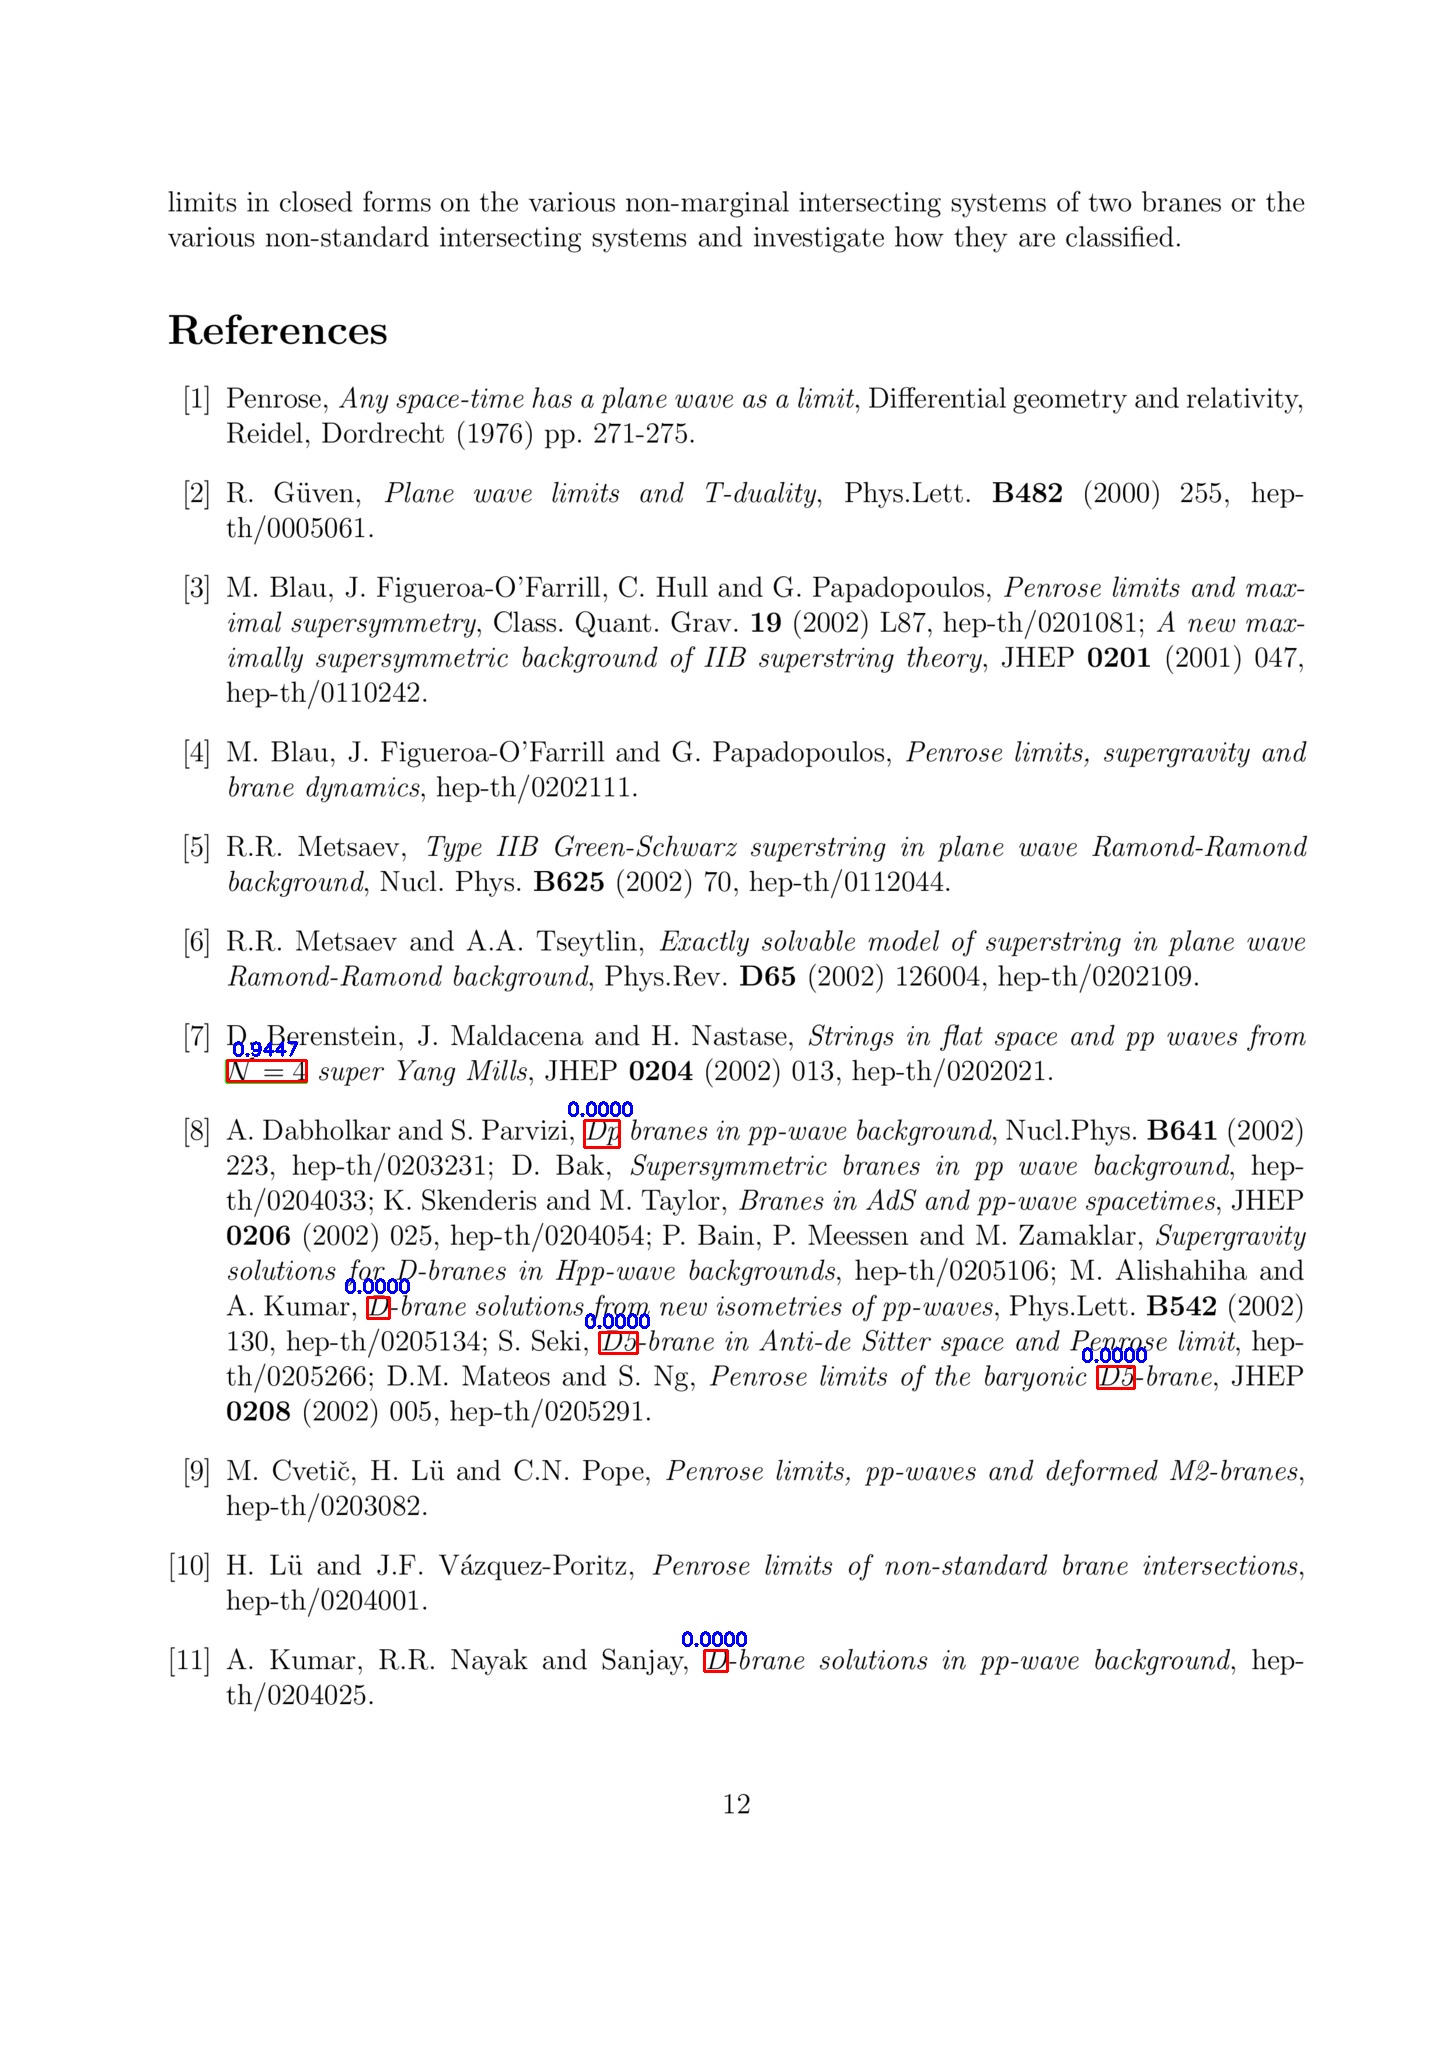 limits in closed forms on the various non-marginal intersecting systems of two branes or the
various non-standard intersecting systems and investigate how they are classified.
References
[1] Penrose, Any space-time has a plane wave as a limit, Differential geometry and relativity,
Reidel, Dordrecht (1976) pp. 271-275.
[2] R. Güven, Plane wave limits and T-duality, Phys.Lett. B482 (2000) 255, hep-
th/0005061.
[3] M. Blau, J. Figueroa-O'Farrill, C. Hull and G. Papadopoulos, Penrose limits and max-
imal supersymmetry, Class. Quant. Grav. 19 (2002) L87, hep-th/0201081; A new max-
imally supersymmetric background of IIB superstring theory, JHEP 0201 (2001) 047,
hep-th/0110242.
[4] M. Blau, J. Figueroa-O'Farrill and G. Papadopoulos, Penrose limits, supergravity and
brane dynamics, hep-th/0202111.
[5] R.R. Metsaev, Type IIB Green-Schwarz superstring in plane wave Ramond-Ramond
background, Nucl. Phys. B625 (2002) 70, hep-th/0112044.
[6] R.R. Metsaev and A.A. Tseytlin, Exactly solvable model of superstring in plane wave
Ramond-Ramond background, Phys.Rev. D65 (2002) 126004, hep-th/0202109.
[7] D. Berenstein, J. Maldacena and H. Nastase, Strings in flat space and pp waves from
0.9447
N = 4 super Yang Mills, JHEP 0204 (2002) 013, hep-th/0202021.
0.0000
[8] A. Dabholkar and S. Parvizi, Dp branes in pp-wave background, Nucl.Phys. B641 (2002)
223, hep-th/0203231; D. Bak, Supersymmetric branes in pp wave background, hep-
th/0204033; K. Skenderis and M. Taylor, Branes in AdS and pp-wave spacetimes, JHEP
0206 (2002) 025, hep-th/0204054; P. Bain, P. Meessen and M. Zamaklar, Supergravity
solutions for D-branes in Hpp-wave backgrounds, hep-th/0205106; M. Alishahiha and
0.0000
A. Kumar, D-brane solutions from new isometries of pp-waves, Phys.Lett. B542 (2002)
0.0000
130, hep-th/0205134; S. Seki, D5-brane in Anti-de Sitter space and Penrose limit, hep-
0.0000
th/0205266; D.M. Mateos and S. Ng, Penrose limits of the baryonic D5-brane, JHEP
0208 (2002) 005, hep-th/0205291.
[9] M. Cvetič, H. Lü and C.N. Pope, Penrose limits, pp-waves and deformed M2-branes,
hep-th/0203082.
[10] H. Lü and J.F. Vázquez-Poritz, Penrose limits of non-standard brane intersections,
hep-th/0204001.
0.0000
[11] A. Kumar, R.R. Nayak and Sanjay, D-brane solutions in pp-wave background, hep-
th/0204025.
12